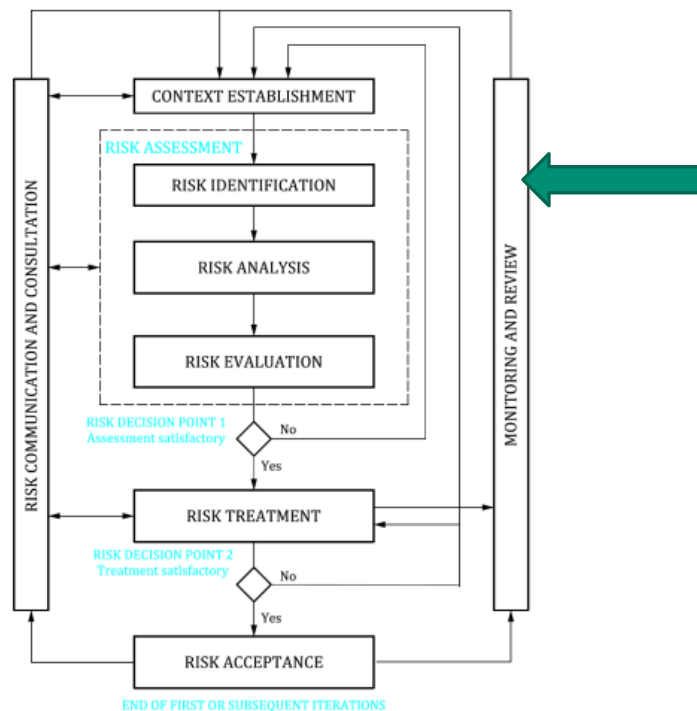 CONTEXT ESTABLISHMENT
RISK ASSESSMENT
RISK IDENTIFICATION
RISK ANALYSIS
RISK EVALUATION
RISK DECISION POINT 1
Assessment satisfactory
No
Yes
RISK TREATMENT
RISK DECISION POINT 2
Treatment satisfactory
No
Yes
RISK ACCEPTANCE
END OF FIRST OR SUBSEQUENT ITERATIONS
RISK COMMUNICATION AND CONSULTATION
MONITORING AND REVIEW